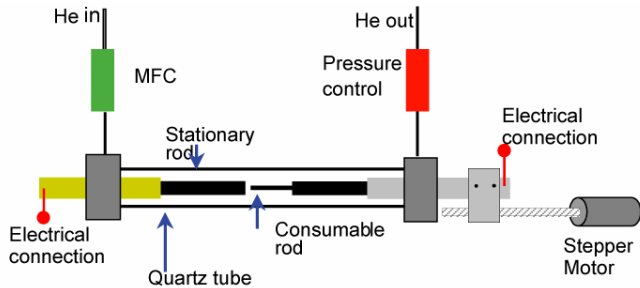 He in
He out
MFC
Pressure
control
Electrical
connection
Stationary
rod
Electrical
connection
Consumable
rod
Quartz tube
Stepper
Motor